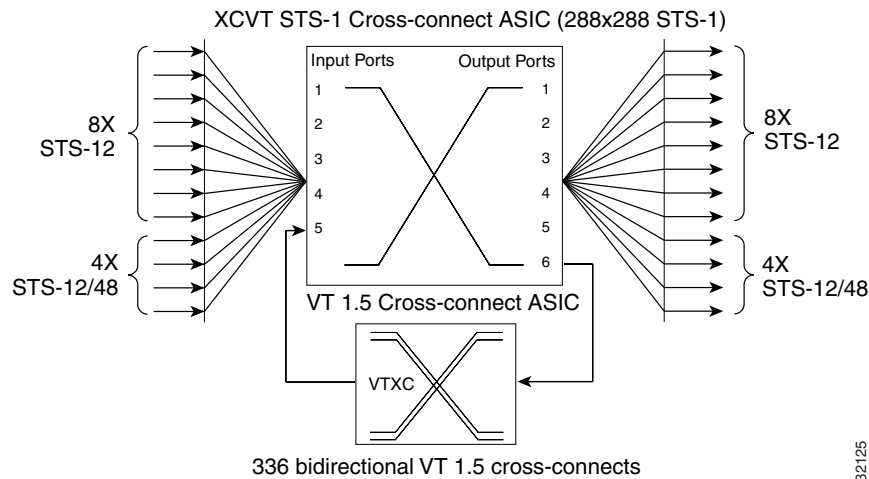 XCVT STS-1 Cross-connect ASIC (288x288 STS-1)
Input Ports
Output Ports
1
2
3
4
5
1
2
3
4
5
6
8X
STS-12
4X
STS-12/48
8X
STS-12
4X
STS-12/48
VT 1.5 Cross-connect ASIC
VTXC
336 bidirectional VT 1.5 cross-connects